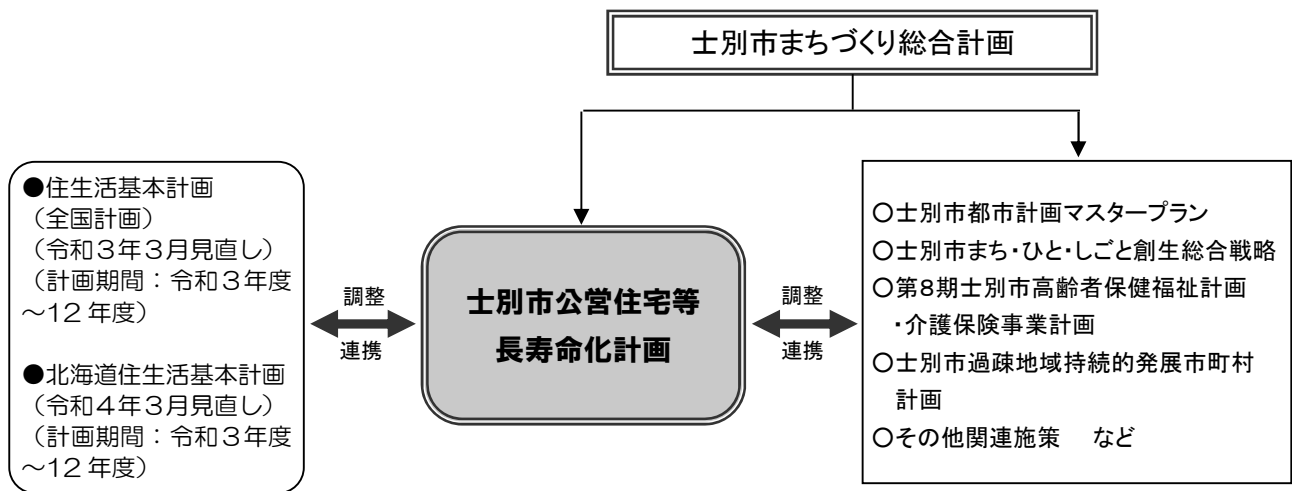 士別市まちづくり総合計画
●住生活基本計画
（全国計画）
（令和３年３月見直し）
（計画期間：令和３年度
～12 年度）
●北海道住生活基本計画
（令和４年３月見直し）
（計画期間：令和３年度
～12 年度）
調整
連携
士別市公営住宅等
長寿命化計画
調整
連携
○士別市都市計画マスタープラン
○士別市まち・ひと・しごと創生総合戦略
○第８期士別市高齢者保健福祉計画
・介護保険事業計画
○士別市過疎地域持続的発展市町村
計画
○その他関連施策　など